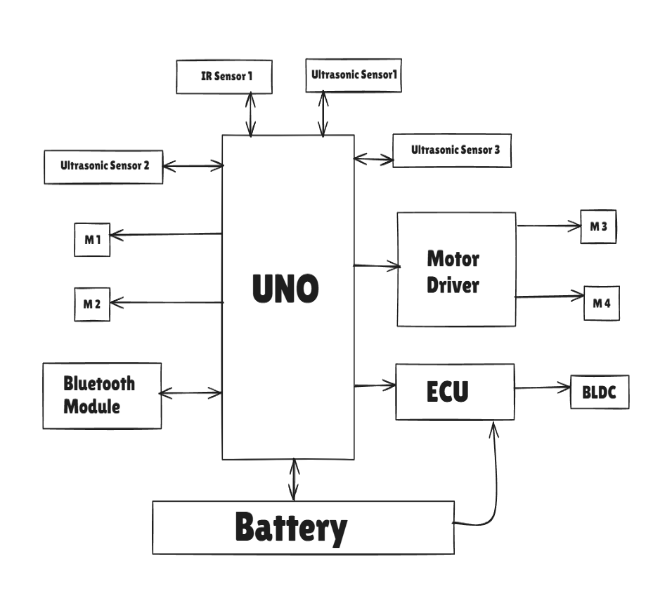 IR Sensor 1
Ultrasonic Sensor1
Ultrasonic Sensor 2
Ultrasonic Sensor 3
M 1
M 3
Motor
Driver
UNO
M 2
M 4
Bluetooth
Module
ECU
BLDC
Battery